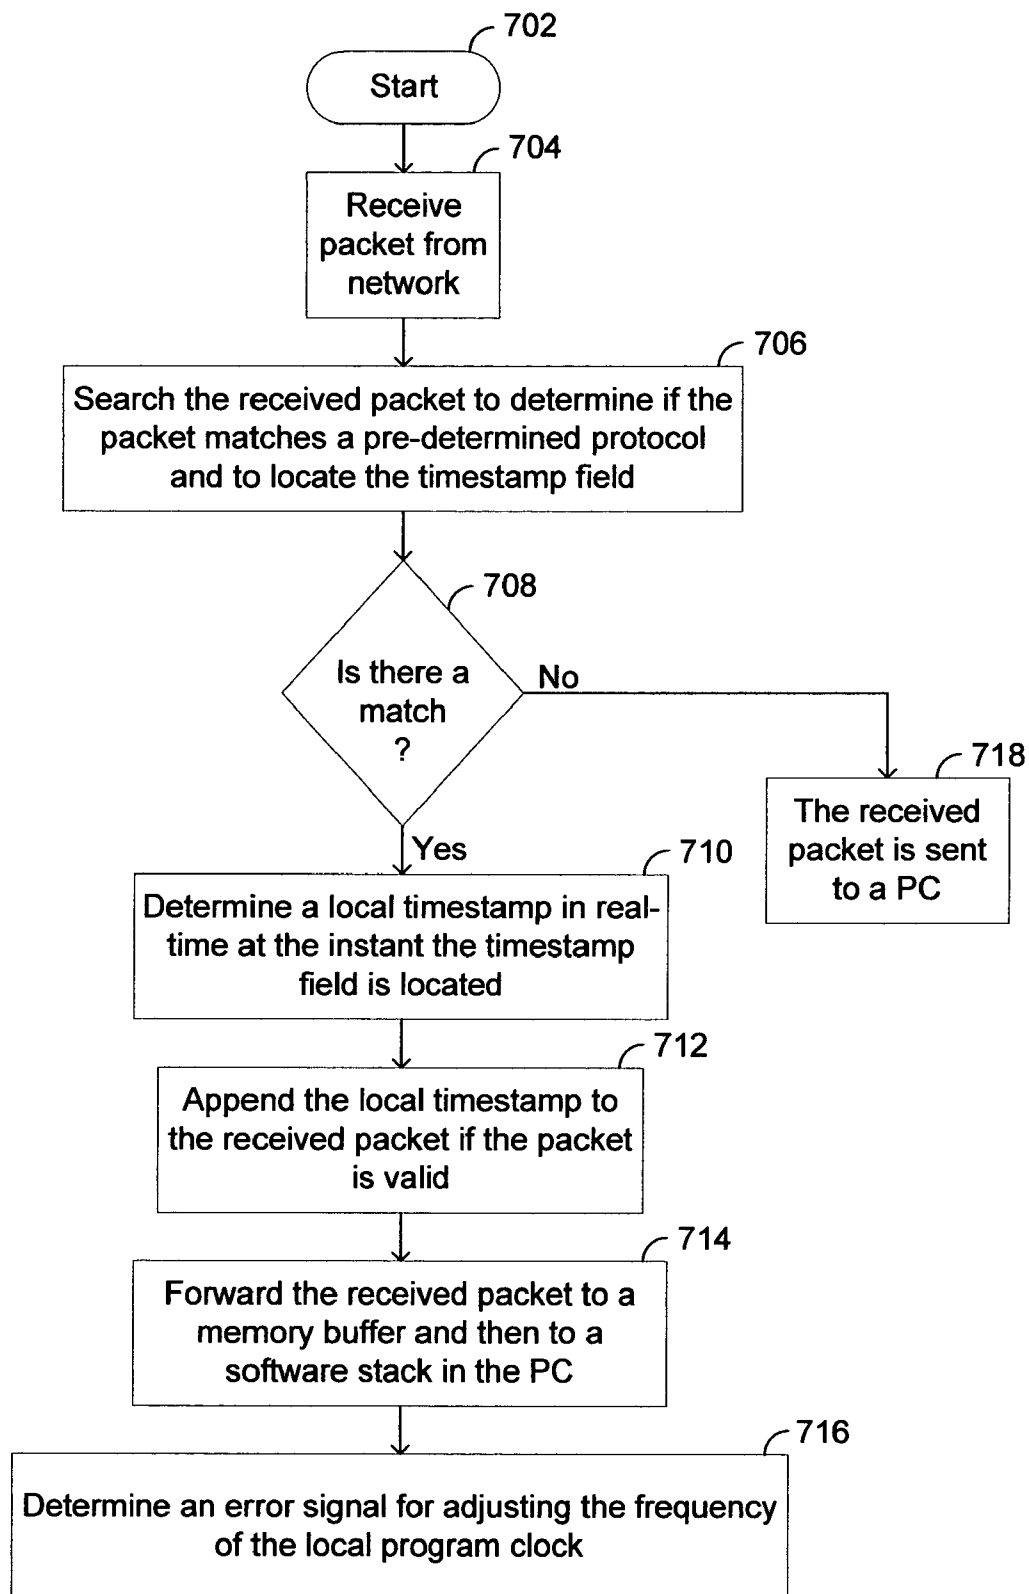 702
Start
704
Receive
packet from
network
706
Search the received packet to determine if the
packet matches a pre-determined protocol
and to locate the timestamp field
708
Is there a
match
?
No
718
The received
packet is sent
to a PC
Yes
710
Determine a local timestamp in real-
time at the instant the timestamp
field is located
712
Append the local timestamp to
the received packet if the packet
is valid
714
Forward the received packet to a
memory buffer and then to a
software stack in the PC
716
Determine an error signal for adjusting the frequency
of the local program clock